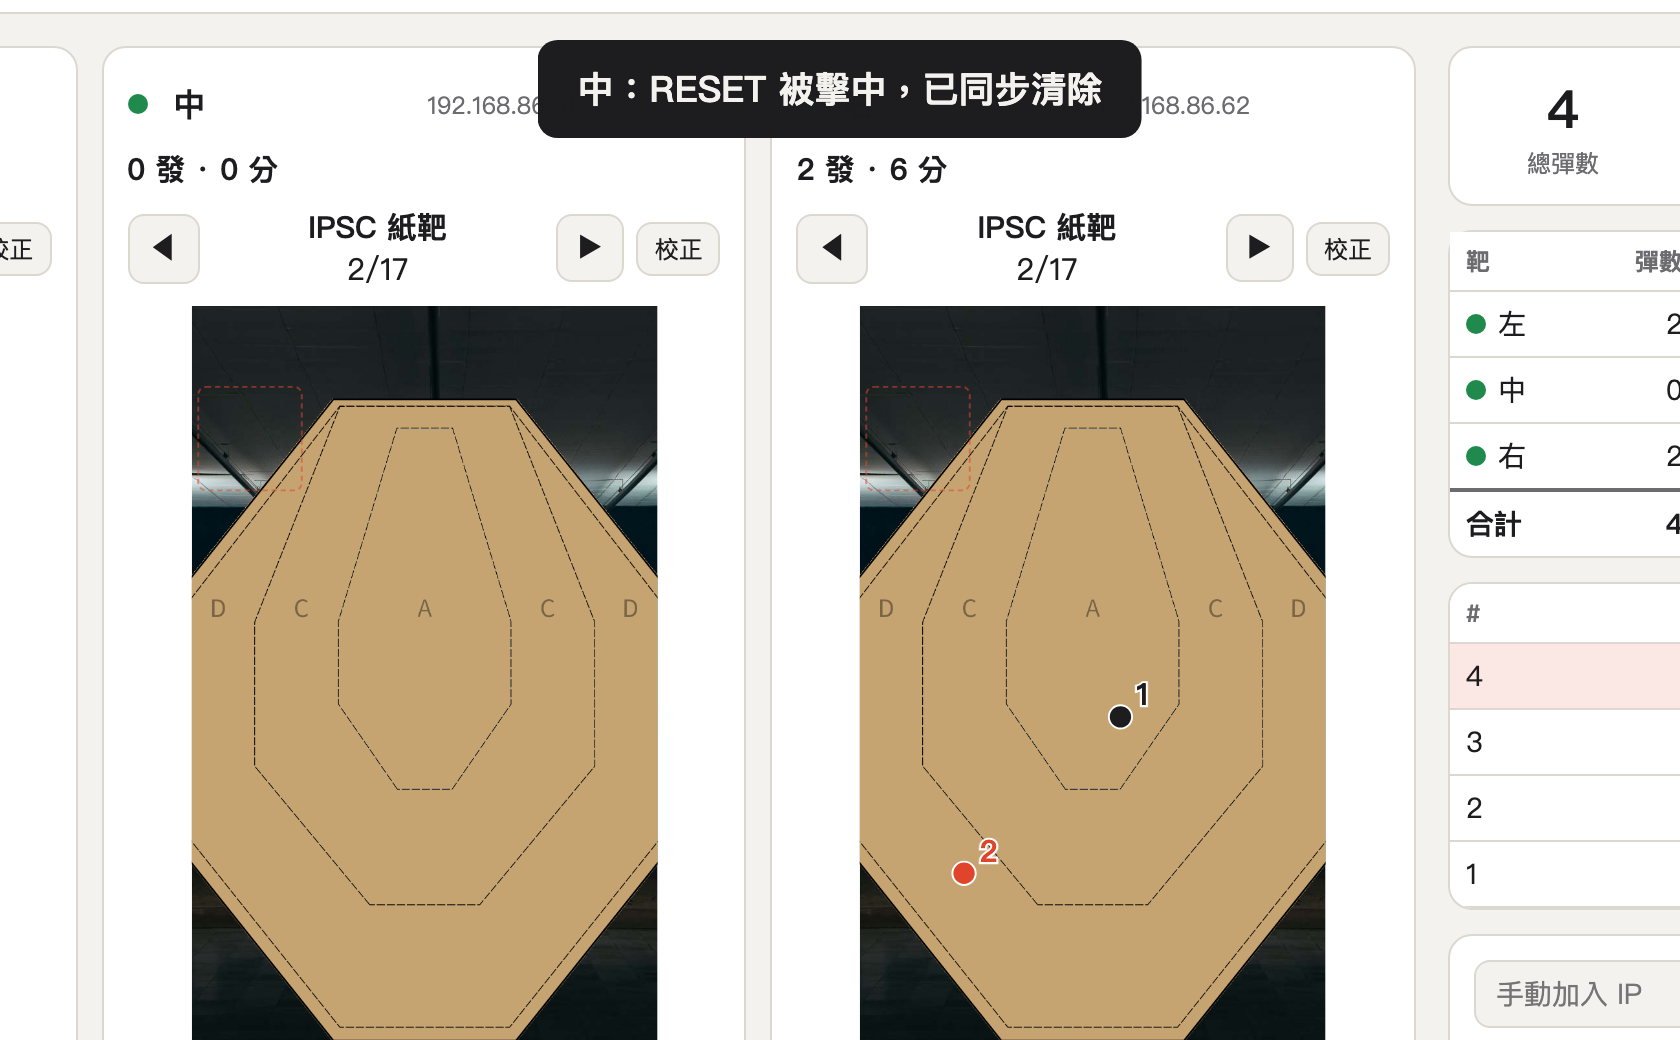 中：RESET 被擊中，已同步清除
中
192.168.86
168.86.62
0 發 · 0 分
2 發 · 6 分
校正
◀
IPSC 紙靶
2/17
▶
校正
◀
IPSC 紙靶
2/17
▶
校正
D C A C D
D C A C D
1
2
4
總彈數
靶 彈數
左 2
中 0
右 2
合計 4
#
4
3
2
1
手動加入 IP